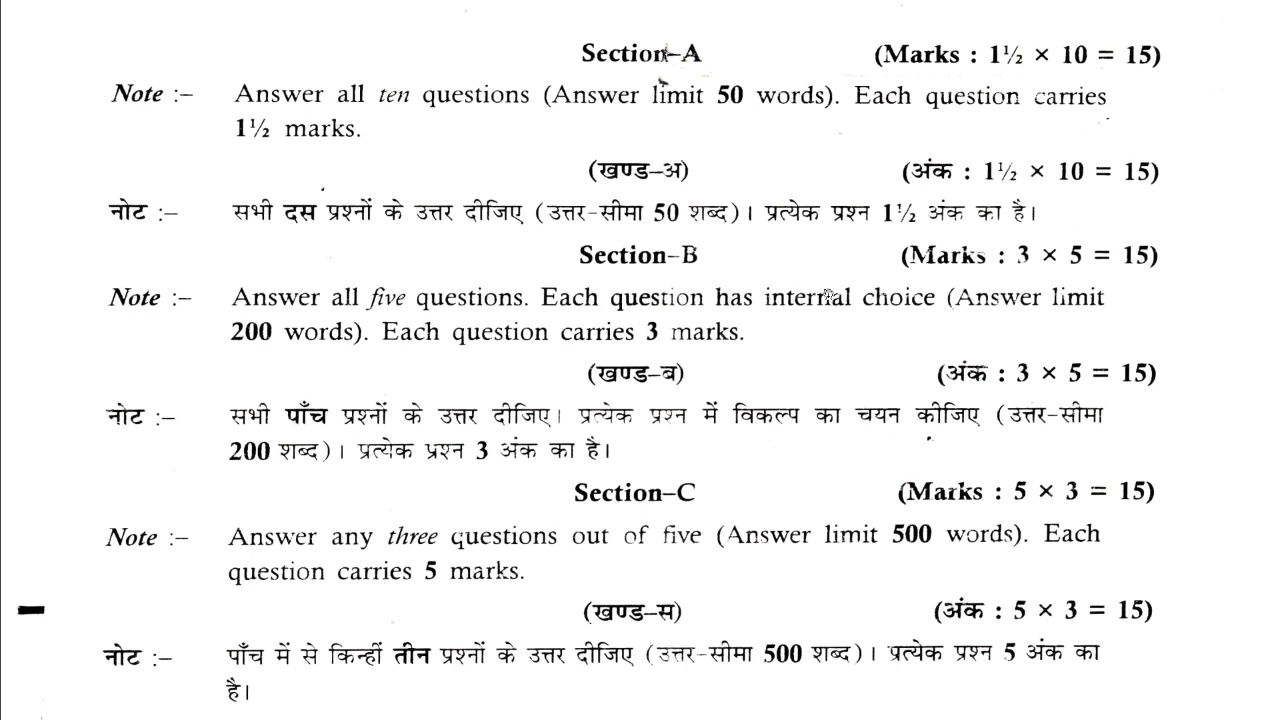 Section–A (Marks : 1½ × 10 = 15)
Note :– Answer all ten questions (Answer limit 50 words). Each question carries
1½ marks.
(खण्ड–अ) (अंक : 1½ × 10 = 15)
नोट :– सभी दस प्रश्नों के उत्तर दीजिए (उत्तर-सीमा 50 शब्द)। प्रत्येक प्रश्न 1½ अंक का है।
Section–B (Marks : 3 × 5 = 15)
Note :– Answer all five questions. Each question has internal choice (Answer limit
200 words). Each question carries 3 marks.
(खण्ड–ब) (अंक : 3 × 5 = 15)
नोट :– सभी पाँच प्रश्नों के उत्तर दीजिए। प्रत्येक प्रश्न में विकल्प का चयन कीजिए (उत्तर-सीमा
200 शब्द)। प्रत्येक प्रश्न 3 अंक का है।
Section–C (Marks : 5 × 3 = 15)
Note :– Answer any three questions out of five (Answer limit 500 words). Each
question carries 5 marks.
(खण्ड–स) (अंक : 5 × 3 = 15)
नोट :– पाँच में से किन्हीं तीन प्रश्नों के उत्तर दीजिए (उत्तर-सीमा 500 शब्द)। प्रत्येक प्रश्न 5 अंक का
है।